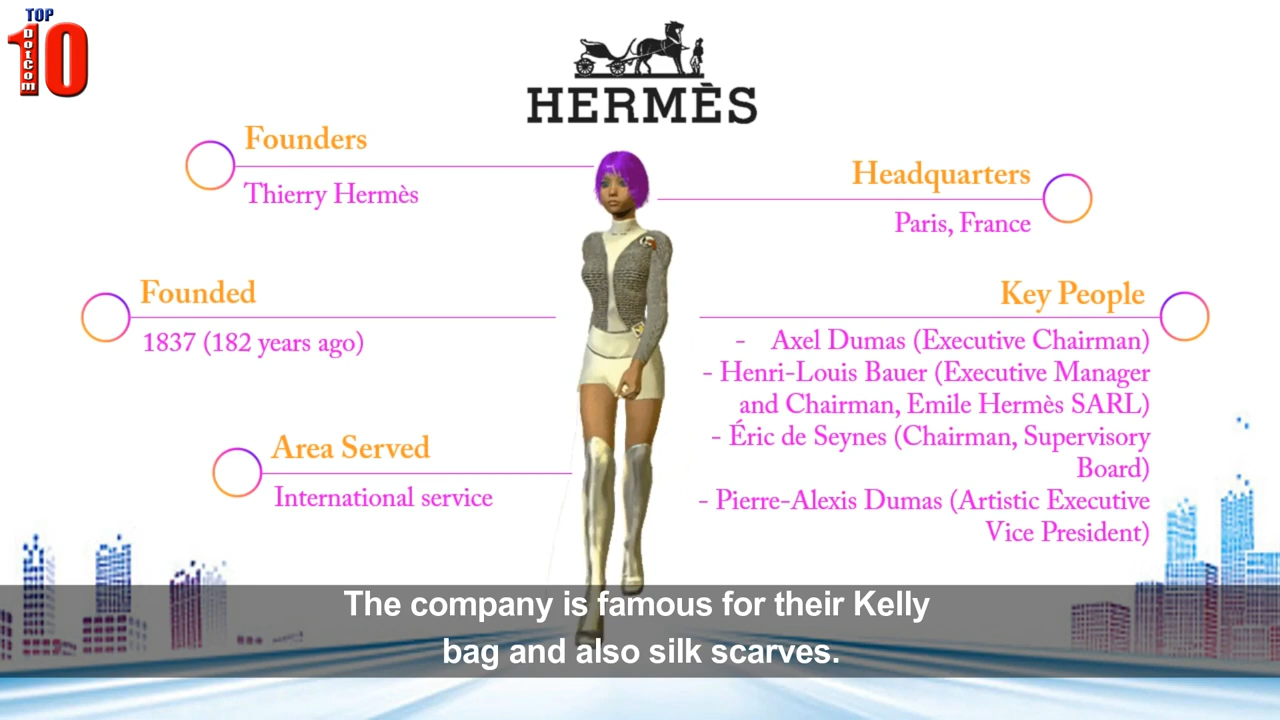 TOP
10
DotCom
HERMÈS
Founders
Thierry Hermès
Headquarters
Paris, France
Founded
1837 (182 years ago)
Key People
- Axel Dumas (Executive Chairman)
- Henri-Louis Bauer (Executive Manager
and Chairman, Emile Hermès SARL)
- Éric de Seynes (Chairman, Supervisory
Board)
- Pierre-Alexis Dumas (Artistic Executive
Vice President)
Area Served
International service
The company is famous for their Kelly
bag and also silk scarves.